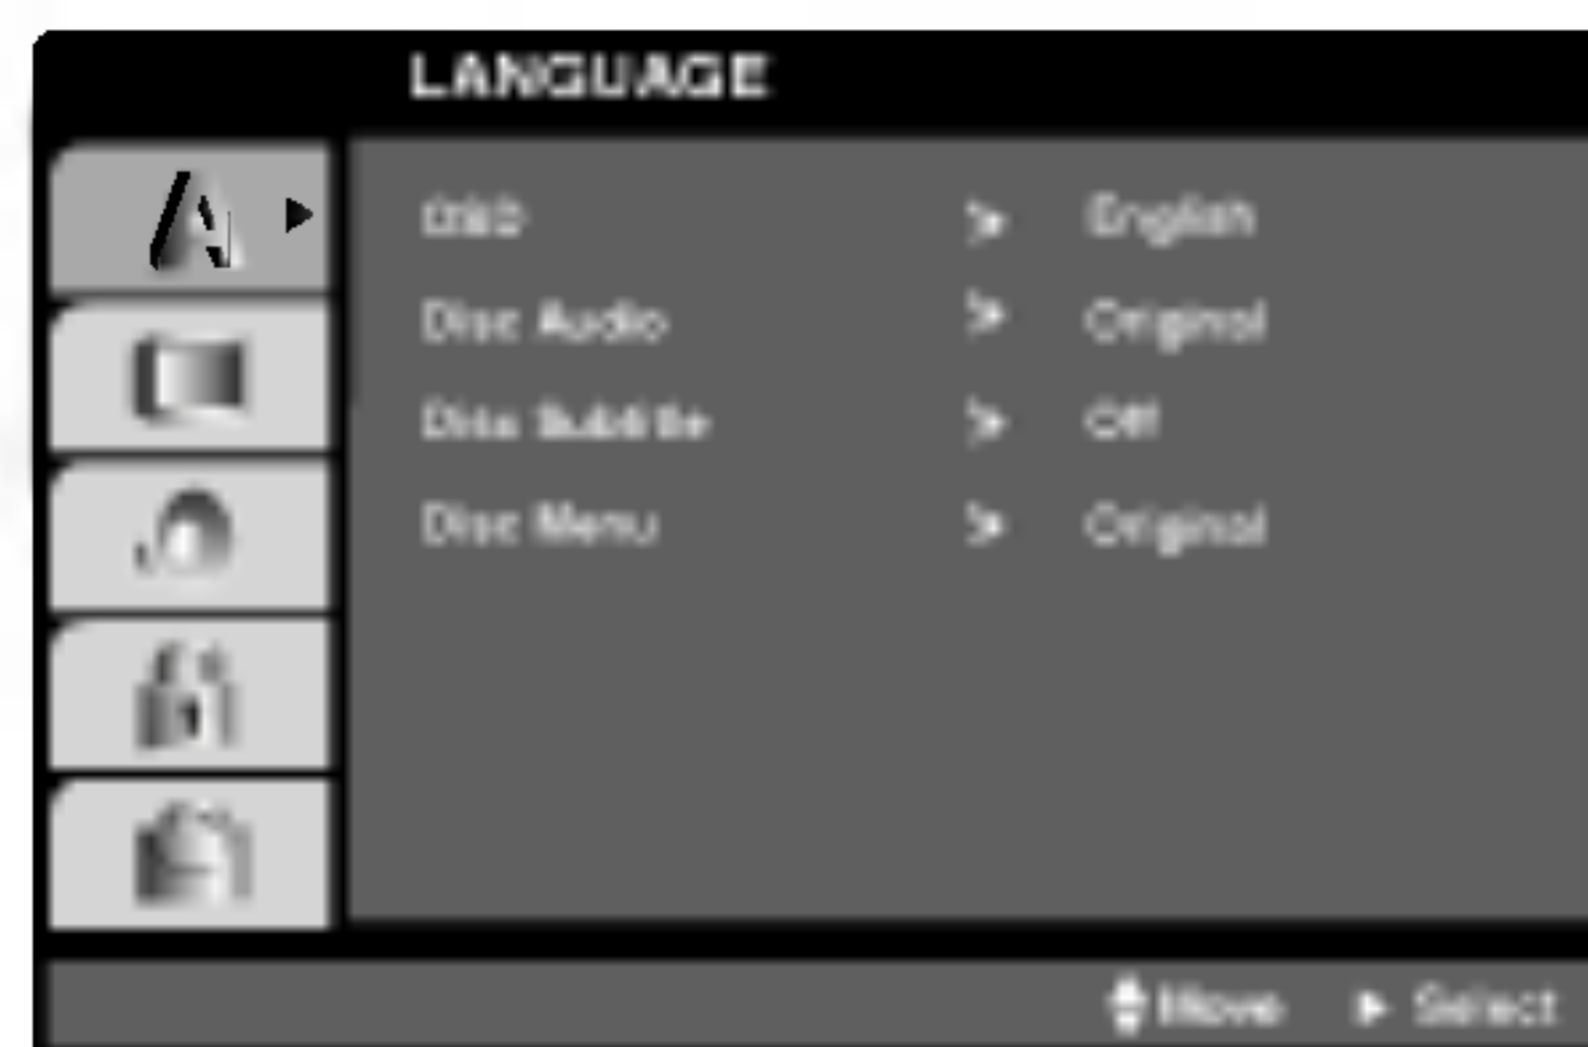 LANGUAGE
OSD > English
Disc Audio > Original
Disc Subtitle > Off
Disc Menu > Original
Move Select